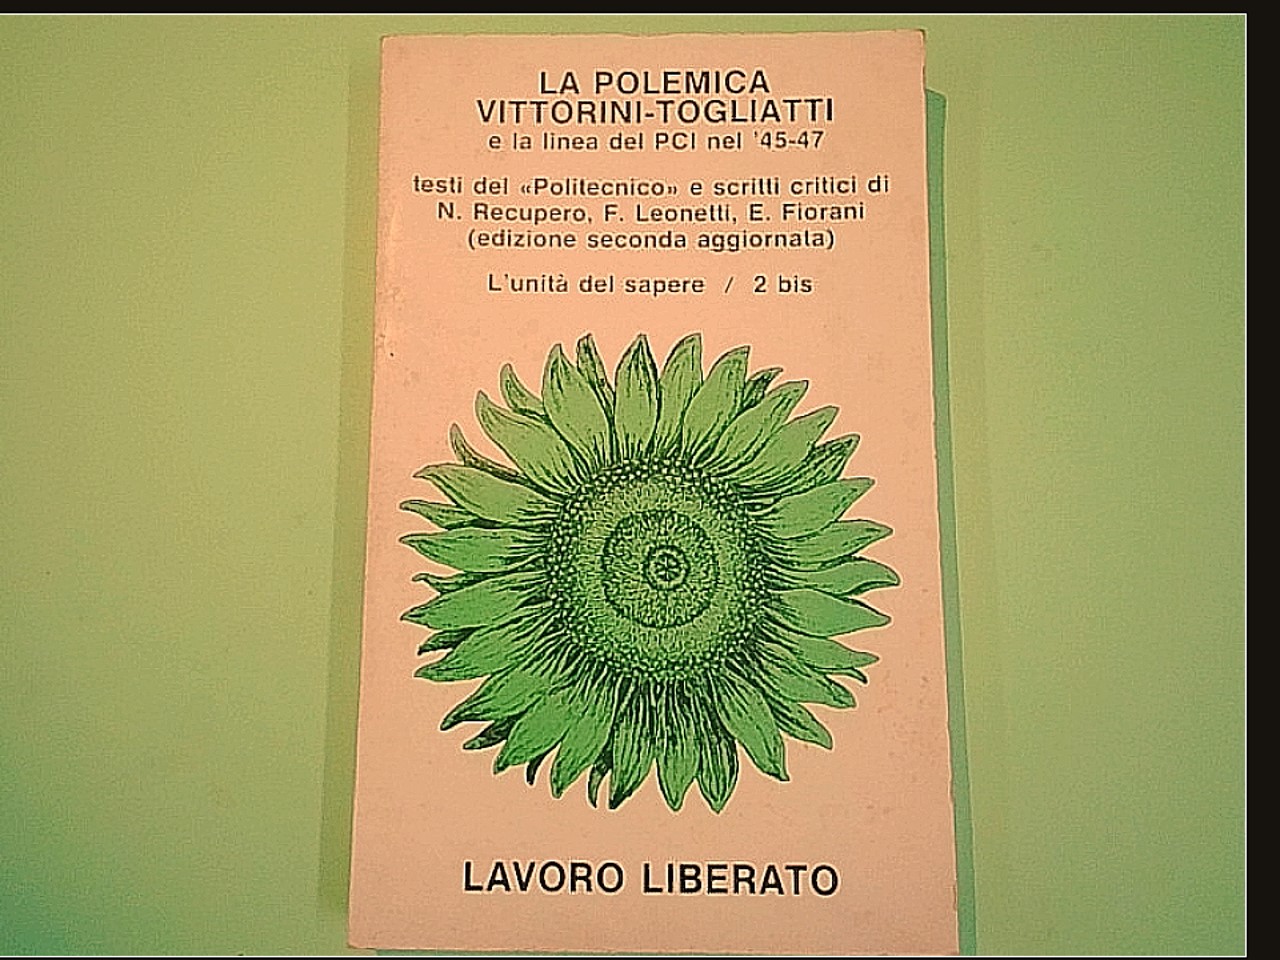 LA POLEMICA
VITTORINI-TOGLIATTI
e la linea del PCI nel '45-47
testi del «Politecnico» e scritti critici di
N. Recupero, F. Leonetti, E. Fiorani
(edizione seconda aggiornata)
L'unità del sapere / 2 bis
LAVORO LIBERATO